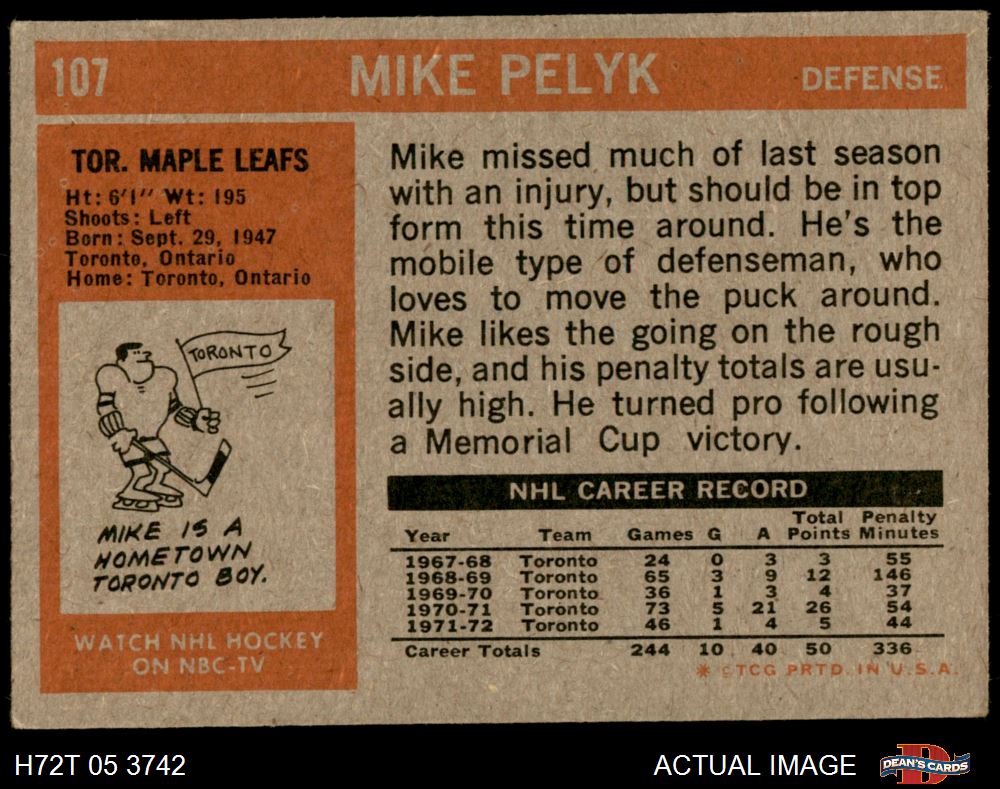 107 MIKE PELYK DEFENSE
TOR. MAPLE LEAFS
Ht: 6'1" Wt: 195
Shoots: Left
Born: Sept. 29, 1947
Toronto, Ontario
Home: Toronto, Ontario
TORONTO
MIKE IS A
HOMETOWN
TORONTO BOY.
WATCH NHL HOCKEY
ON NBC-TV
Mike missed much of last season
with an injury, but should be in top
form this time around. He's the
mobile type of defenseman, who
loves to move the puck around.
Mike likes the going on the rough
side, and his penalty totals are usu-
ally high. He turned pro following
a Memorial Cup victory.
NHL CAREER RECORD
Total Penalty
Year Team Games G A Points Minutes
1967-68 Toronto 24 0 3 3 55
1968-69 Toronto 65 3 9 12 146
1969-70 Toronto 36 1 3 4 37
1970-71 Toronto 73 5 21 26 54
1971-72 Toronto 46 1 4 5 44
Career Totals 244 10 40 50 336
* ©TCG PRTD. IN U.S.A.
H72T 05 3742
ACTUAL IMAGE
DEAN'S CARDS